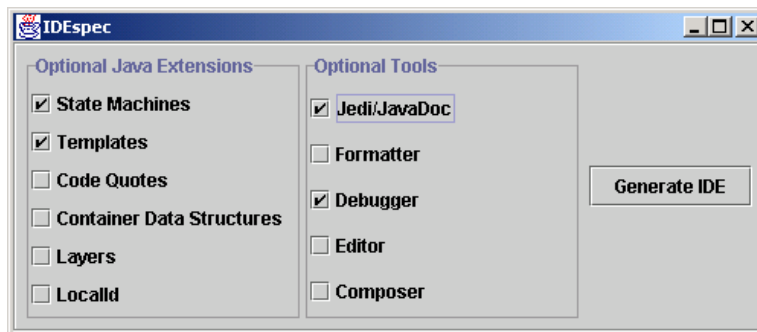 IDEspec
Optional Java Extensions
State Machines
Templates
Code Quotes
Container Data Structures
Layers
LocalId
Optional Tools
Jedi/JavaDoc
Formatter
Debugger
Editor
Composer
Generate IDE